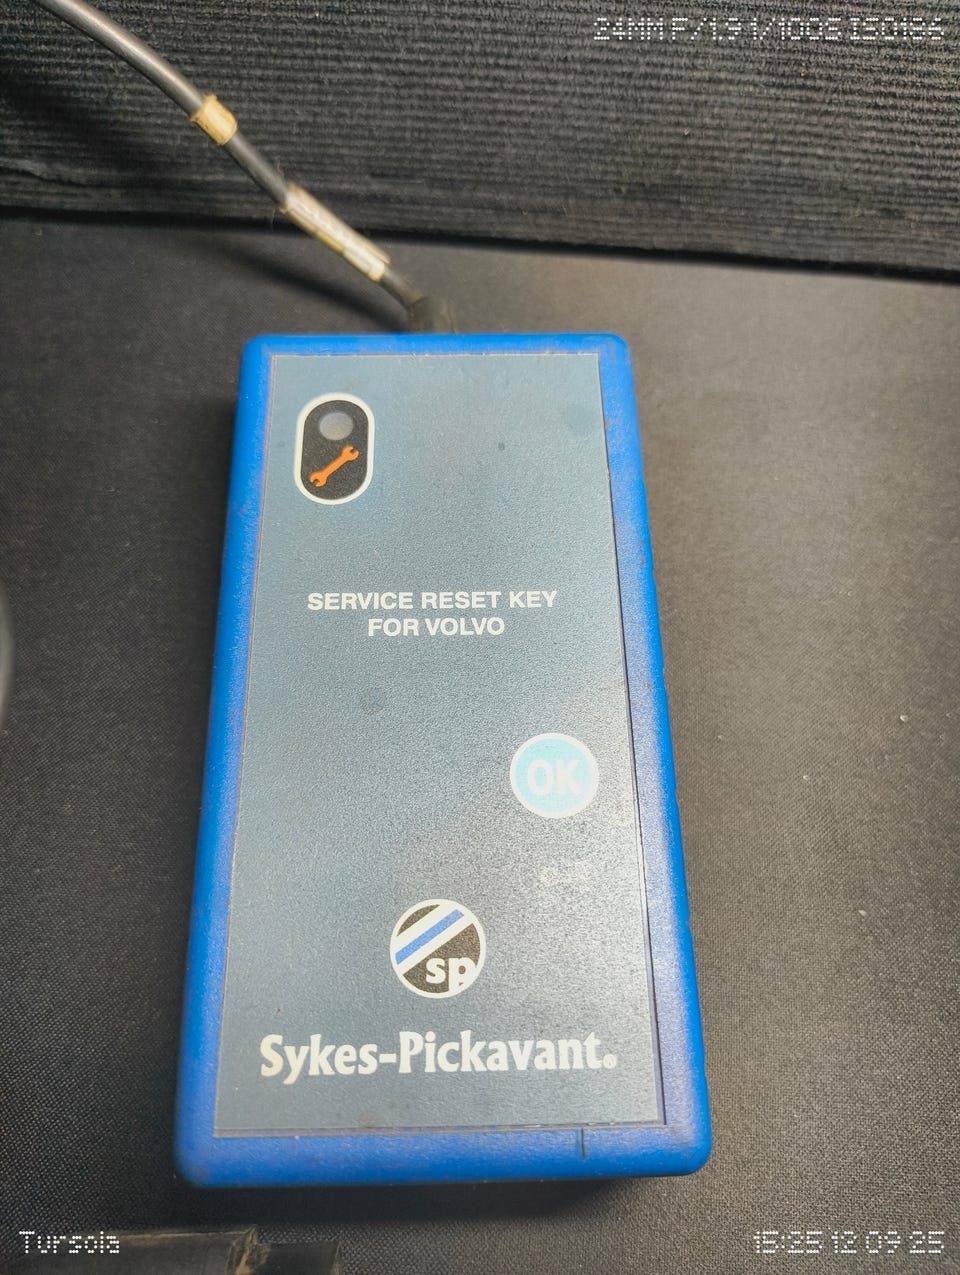 24MM F/1.9 1/100S ISO186
SERVICE RESET KEY
FOR VOLVO
OK
sp
Sykes-Pickavant®
Tursoia
15:25 12 09 25